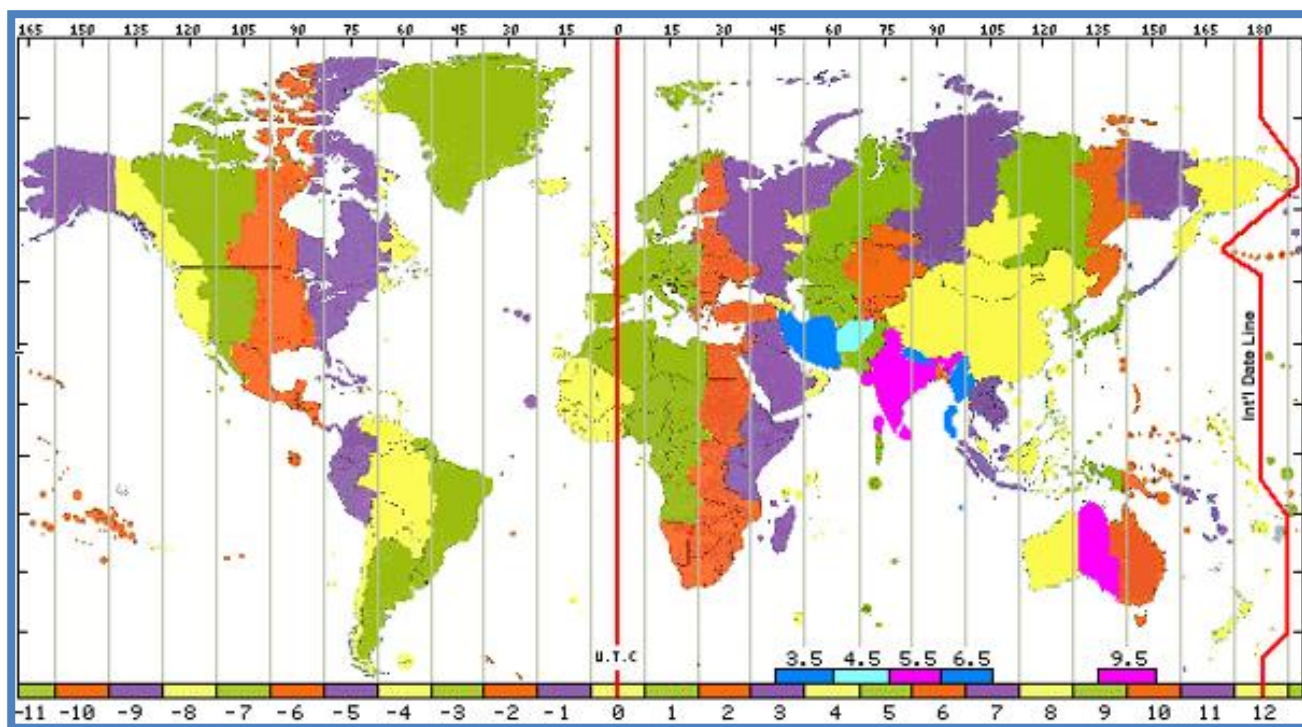 165 150 135 105 90 75 60 45 30 15 0 15 30 45 60 75 90 105 120 135 150 165 180
Int'l Date Line
U.T.C
3.5 4.5 5.5 6.5 9.5
-11 -10 -9 -8 -7 -6 -5 -4 -3 -2 -1 0 1 2 3 4 5 6 7 8 9 10 11 12